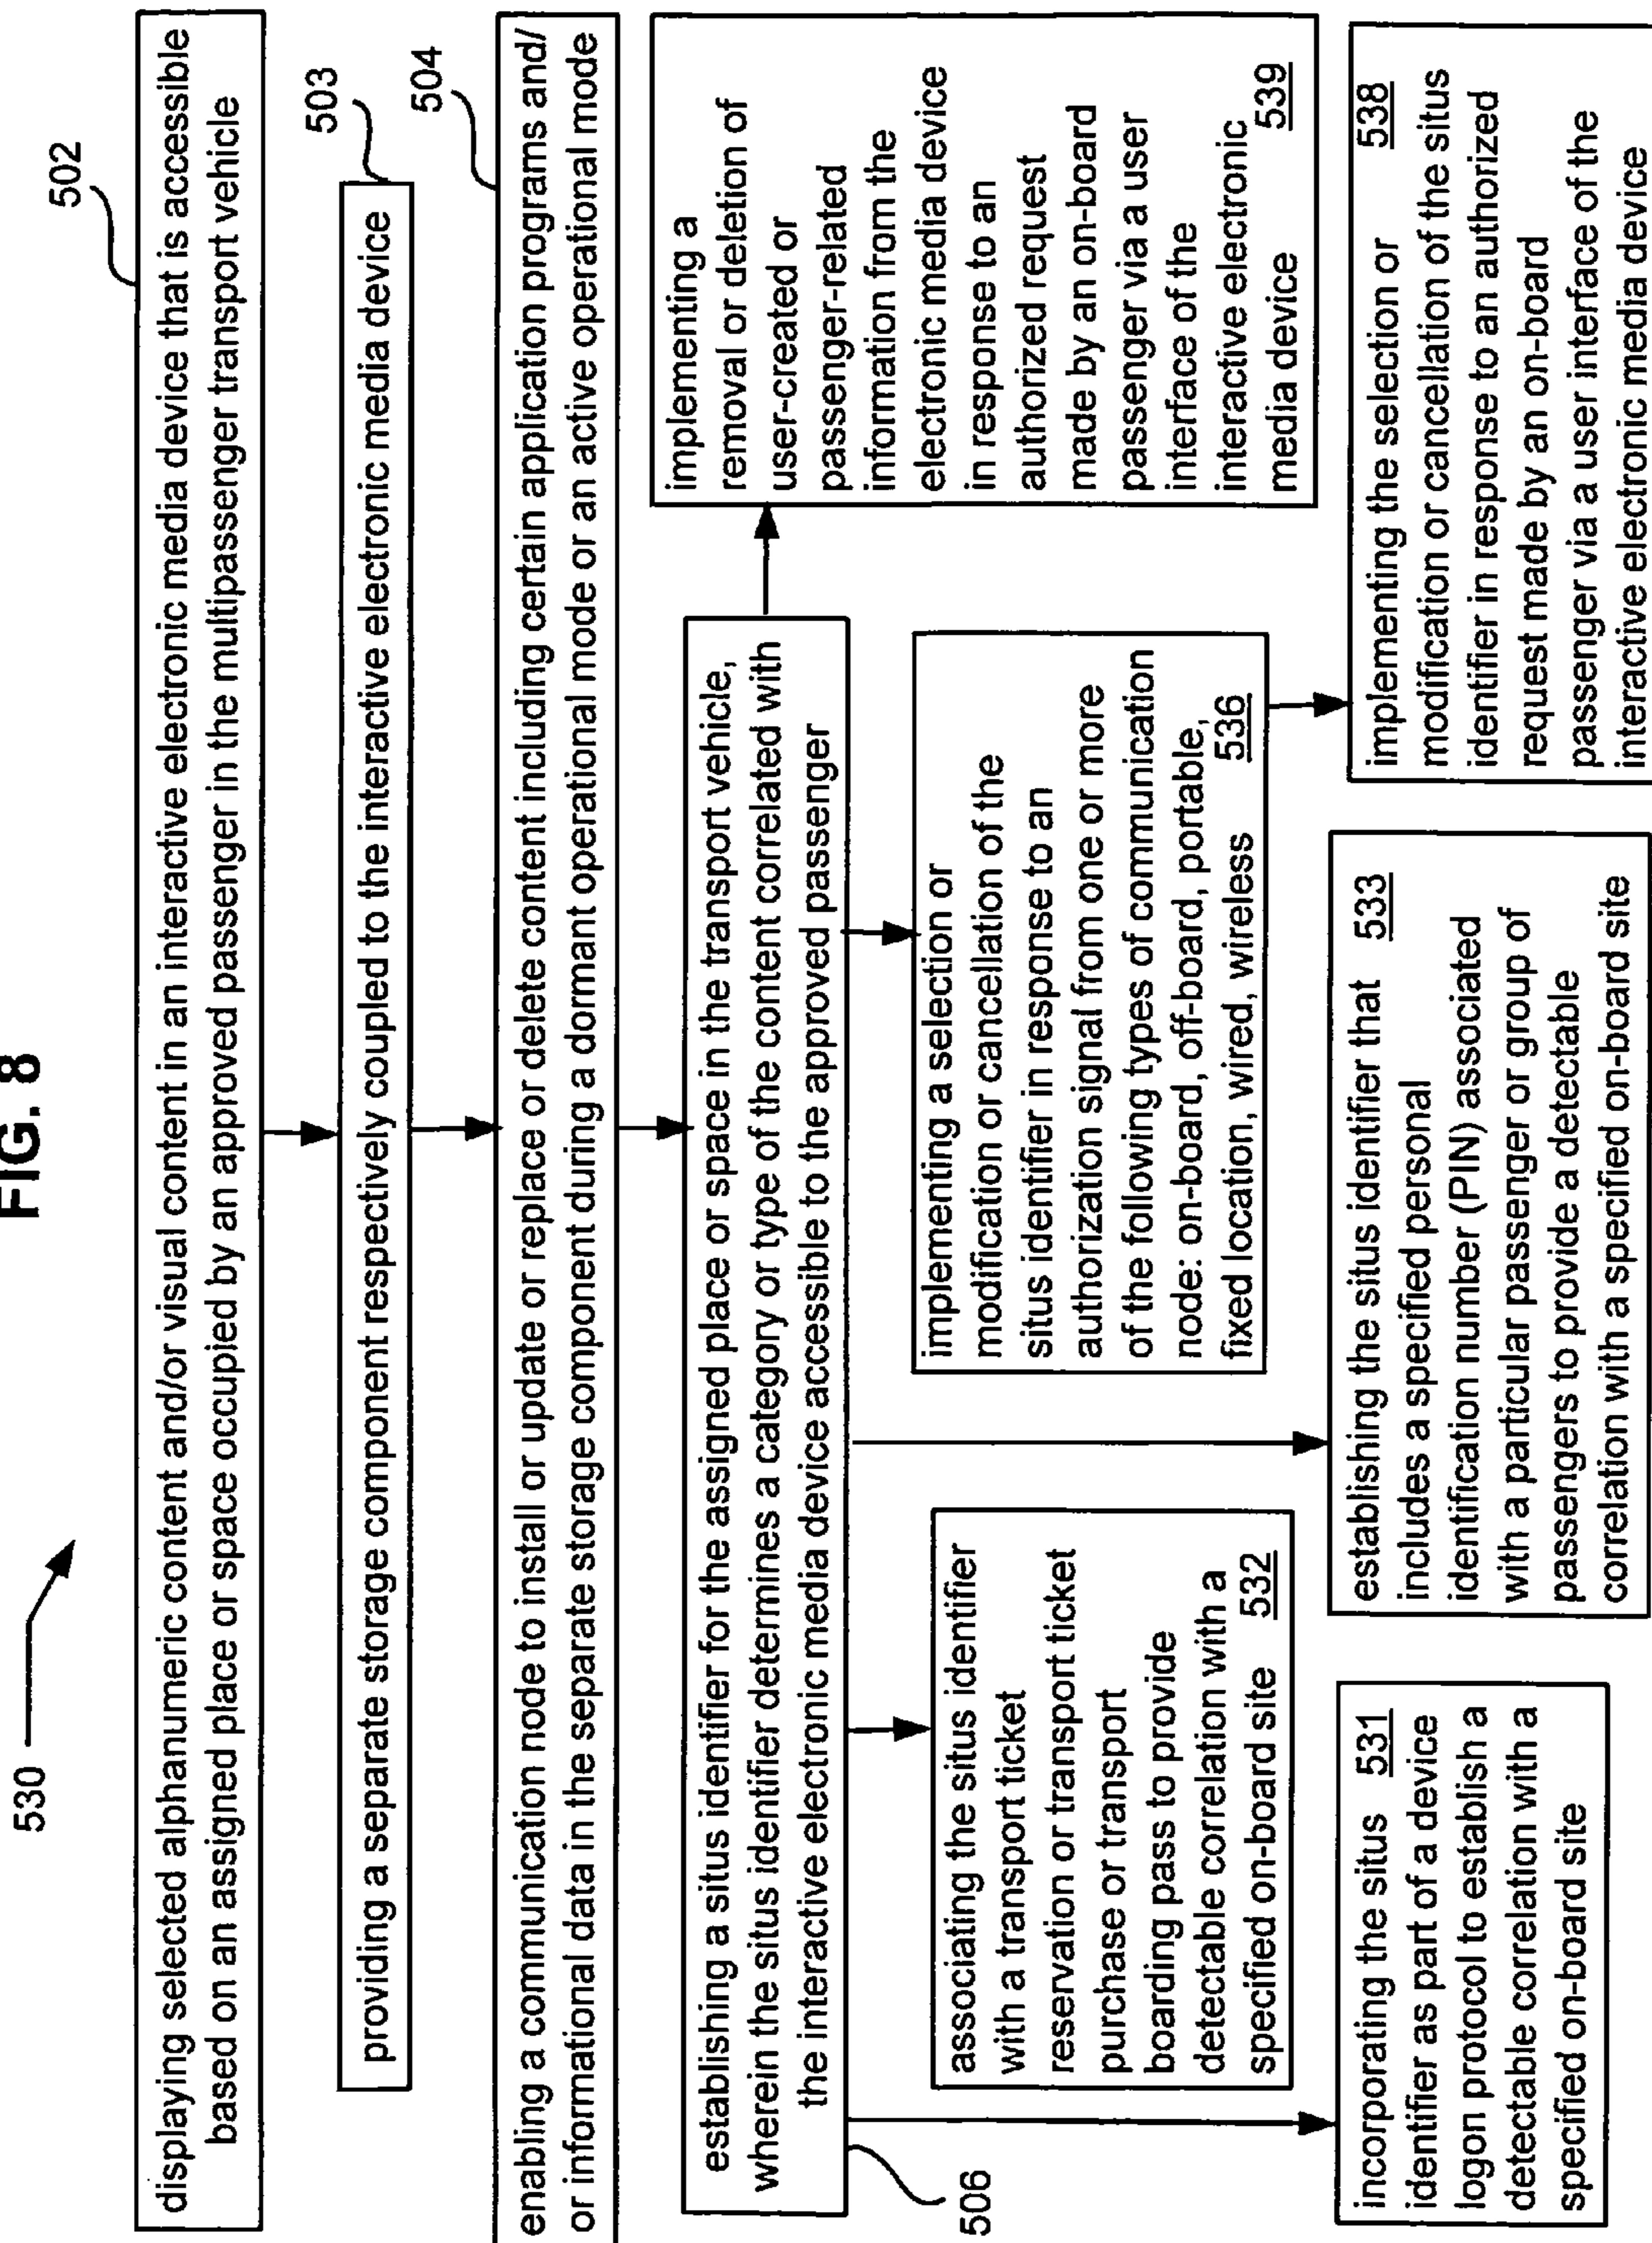 FIG. 8
530
502
displaying selected alphanumeric content and/or visual content in an interactive electronic media device that is accessible
based on an assigned place or space occupied by an approved passenger in the multipassenger transport vehicle
503
providing a separate storage component respectively coupled to the interactive electronic media device
504
enabling a communication node to install or update or replace or delete content including certain application programs and/
or informational data in the separate storage component during a dormant operational mode or an active operational mode
establishing a situs identifier for the assigned place or space in the transport vehicle,
wherein the situs identifier determines a category or type of the content correlated with
the interactive electronic media device accessible to the approved passenger
506
implementing a
removal or deletion of
user-created or
passenger-related
information from the
electronic media device
in response to an
authorized request
made by an on-board
passenger via a user
interface of the
interactive electronic
media device 539
associating the situs identifier
with a transport ticket
reservation or transport ticket
purchase or transport
boarding pass to provide
detectable correlation with a
specified on-board site 532
implementing a selection or
modification or cancellation of the
situs identifier in response to an
authorization signal from one or more
of the following types of communication
node: on-board, off-board, portable,
fixed location, wired, wireless 536
incorporating the situs 531
identifier as part of a device
logon protocol to establish a
detectable correlation with a
specified on-board site
establishing the situs identifier that 533
includes a specified personal
identification number (PIN) associated
with a particular passenger or group of
passengers to provide a detectable
correlation with a specified on-board site
implementing the selection or 538
modification or cancellation of the situs
identifier in response to an authorized
request made by an on-board
passenger via a user interface of the
interactive electronic media device